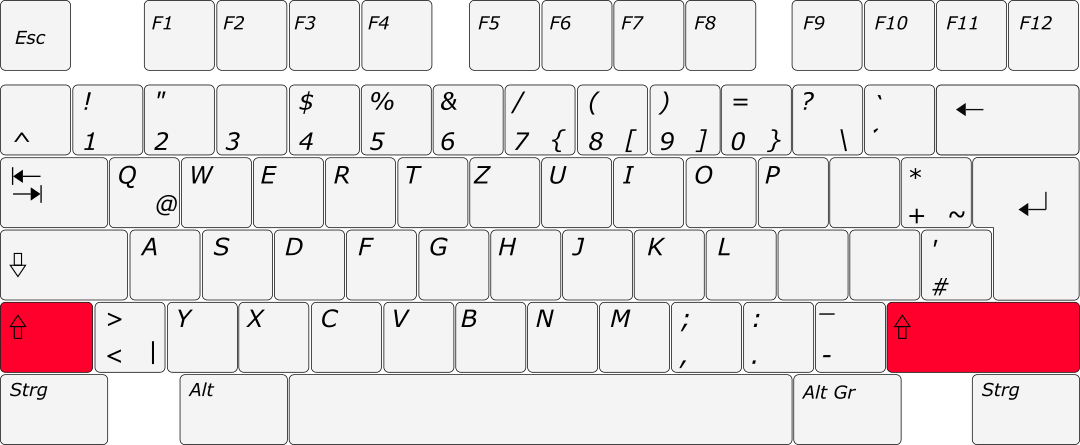 Esc F1 F2 F3 F4 F5 F6 F7 F8 F9 F10 F11 F12
! " $ % & / ( ) = ? `
^ 1 2 3 4 5 6 7 { 8 [ 9 ] 0 } \ ´
Q W E R T Z U I O P *
@ + ~
A S D F G H J K L '
#
> Y X C V B N M ; : _
< | , . -
Strg Alt Alt Gr Strg